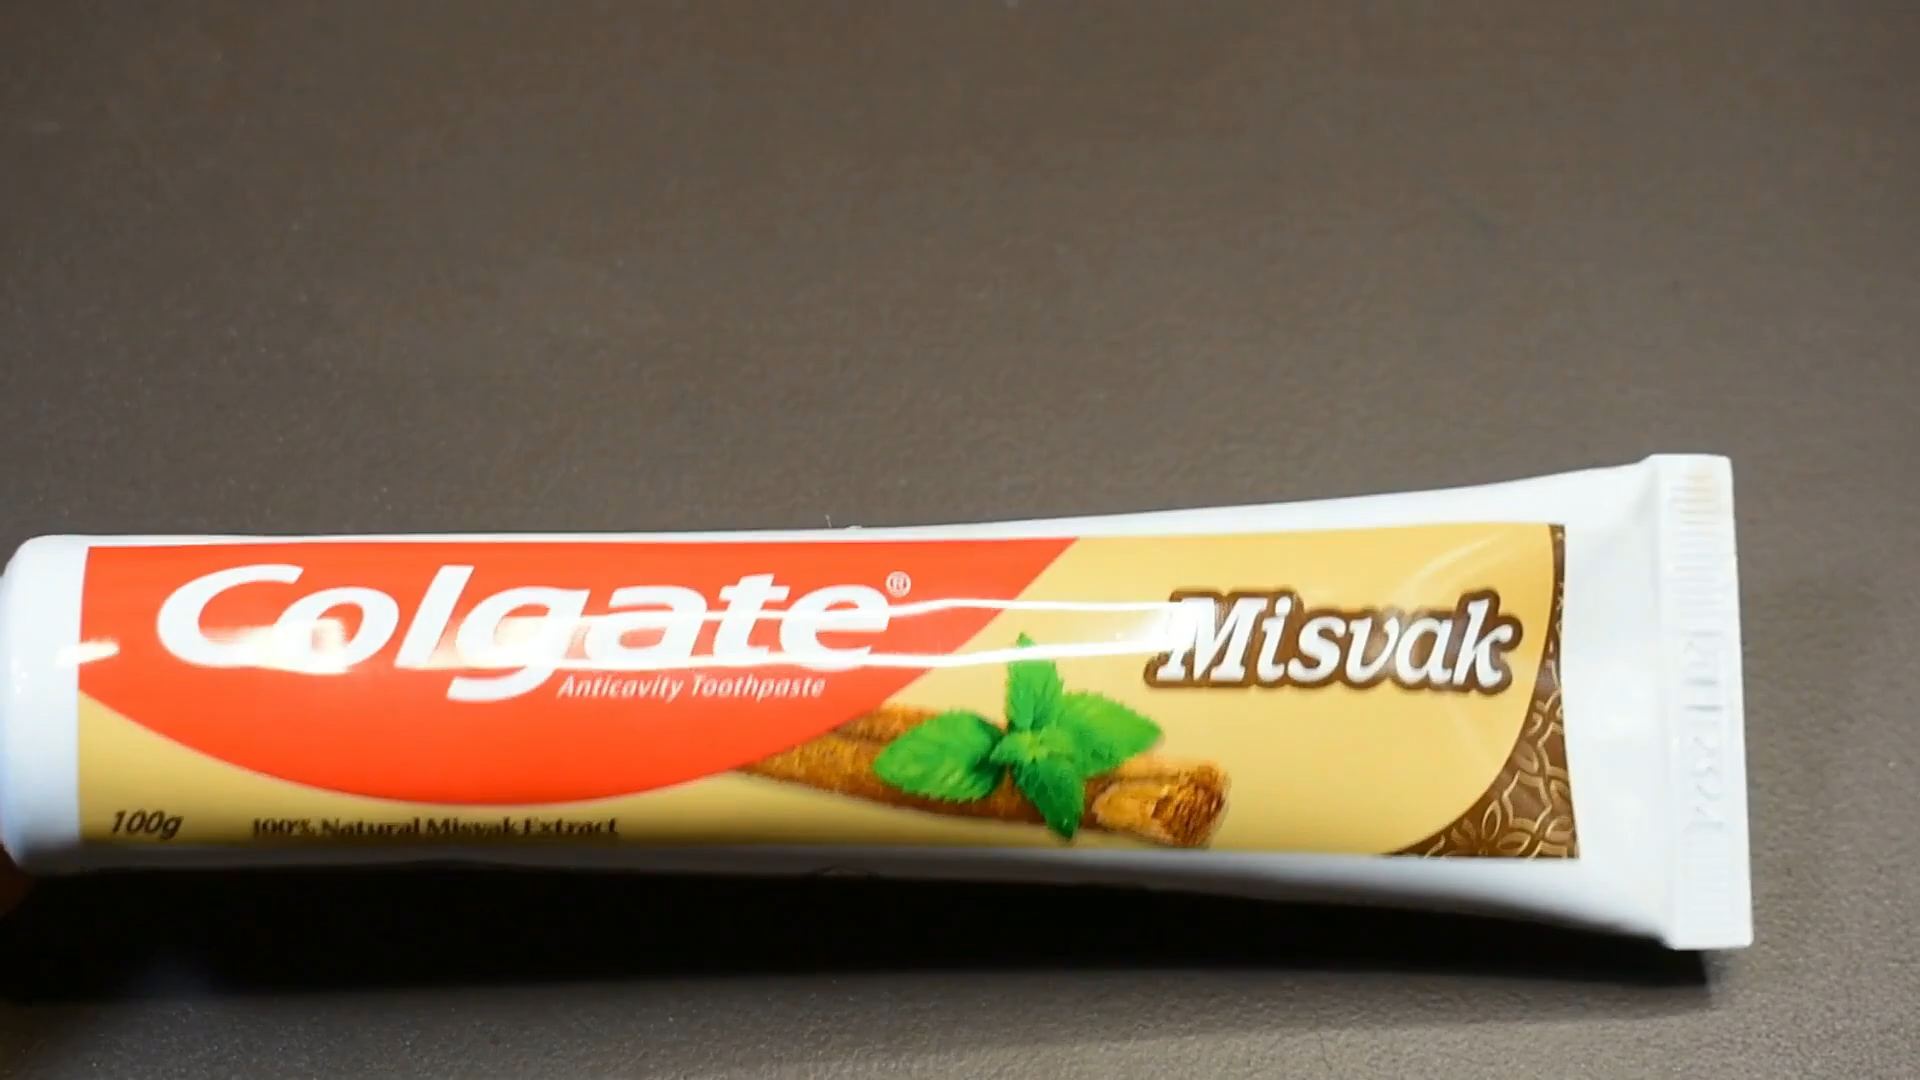 Colgate®
Anticavity Toothpaste
Misvak
100g
100% Natural Misvak Extract